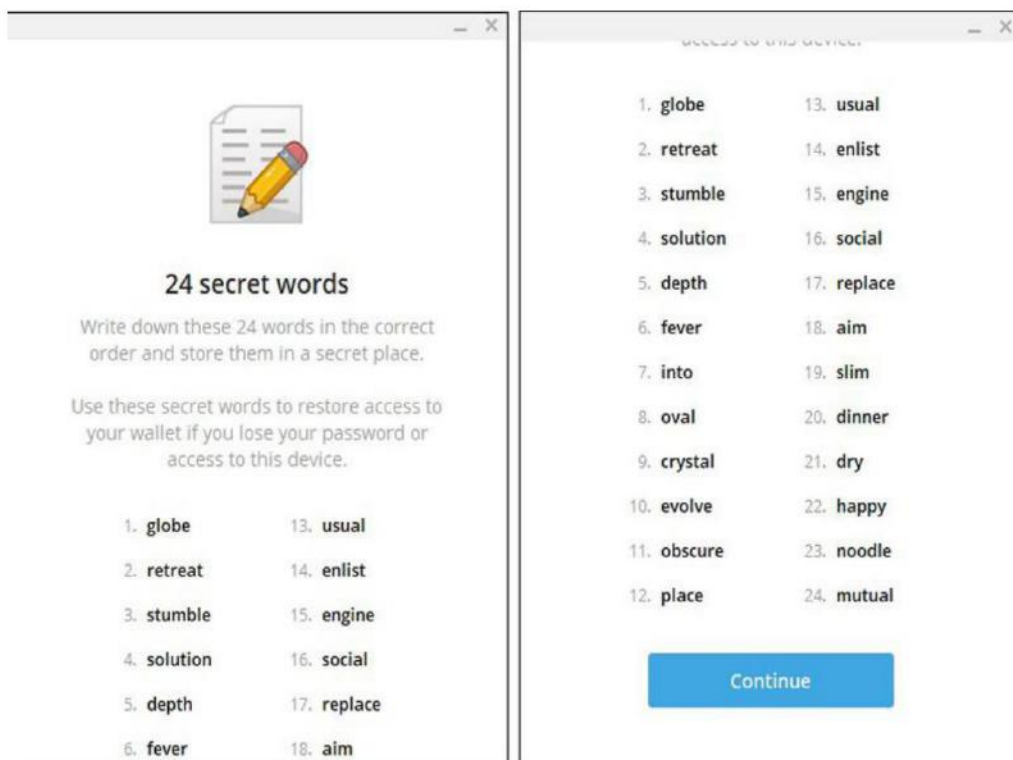 24 secret words
Write down these 24 words in the correct
order and store them in a secret place.
Use these secret words to restore access to
your wallet if you lose your password or
access to this device.
1. globe 13. usual
2. retreat 14. enlist
3. stumble 15. engine
4. solution 16. social
5. depth 17. replace
6. fever 18. aim
access to this device.
1. globe 13. usual
2. retreat 14. enlist
3. stumble 15. engine
4. solution 16. social
5. depth 17. replace
6. fever 18. aim
7. into 19. slim
8. oval 20. dinner
9. crystal 21. dry
10. evolve 22. happy
11. obscure 23. noodle
12. place 24. mutual
Continue